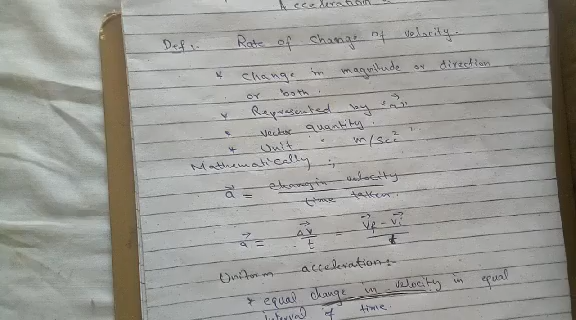 Acceleration :-
Def:- Rate of change of velocity.
* change in magnitude or direction
or both.
* Represented by "a⃗".
* vector quantity.
* Unit : m/sec²
Mathematically ;
a⃗ = change in velocity / time taken
a⃗ = Δv⃗ / t = v⃗f - v⃗i / t
Uniform acceleration:-
* equal change in velocity in equal
interval of time.